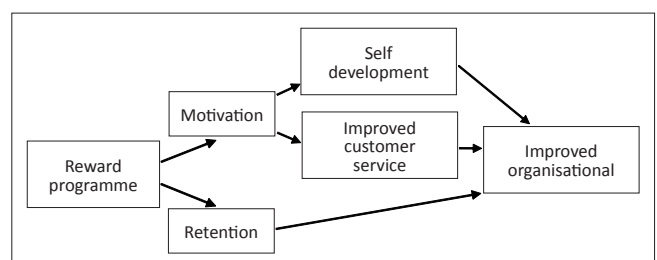 Self
development
Motivation
Improved
customer
service
Reward
programme
Improved
organisational
Retention